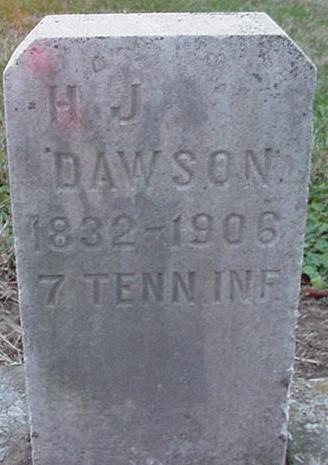 H J
DAWSON
1832-1906
7 TENN INF